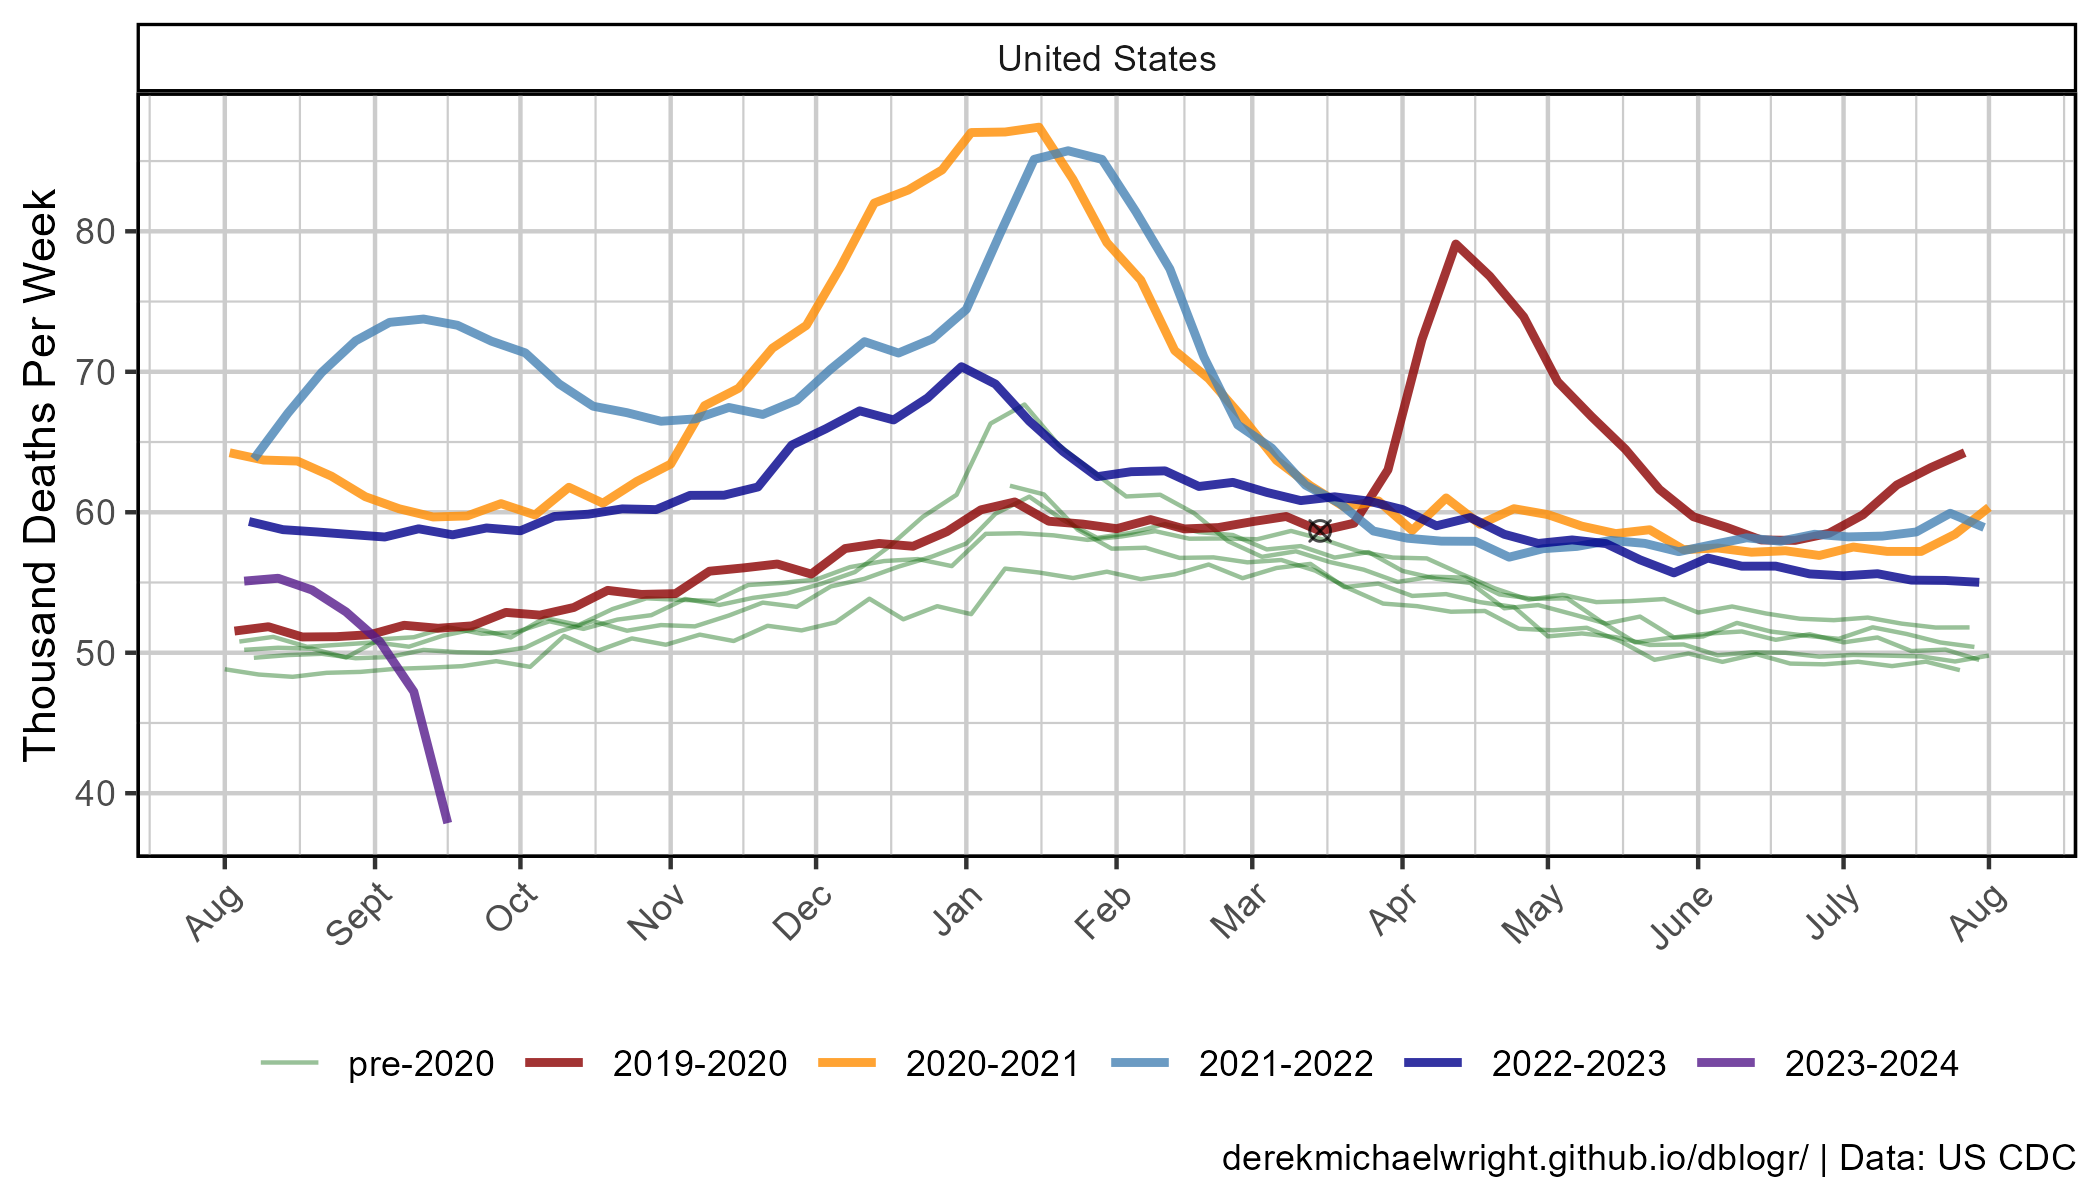 United States
Thousand Deaths Per Week
80
70
60
50
40
Aug Sept Oct Nov Dec Jan Feb Mar Apr May June July Aug
pre-2020 2019-2020 2020-2021 2021-2022 2022-2023 2023-2024
derekmichaelwright.github.io/dblogr/ | Data: US CDC